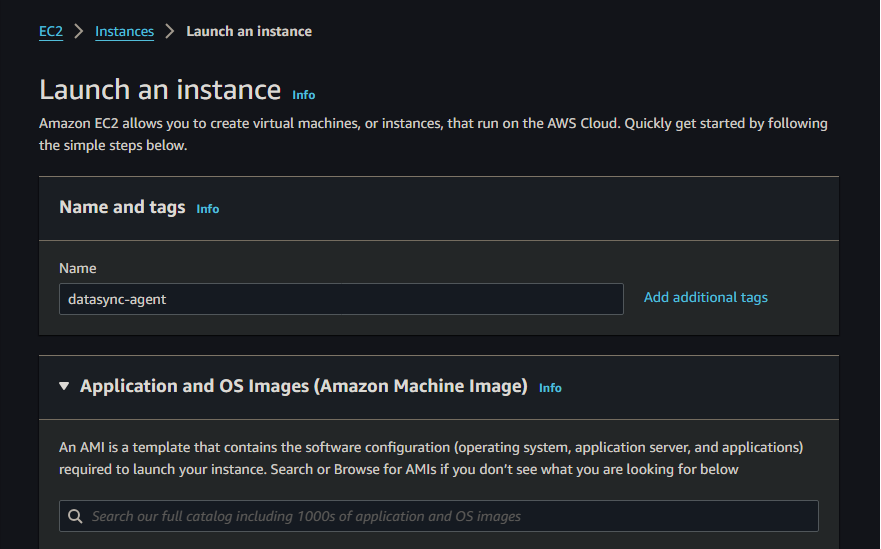 EC2 > Instances > Launch an instance
Launch an instance Info
Amazon EC2 allows you to create virtual machines, or instances, that run on the AWS Cloud. Quickly get started by following
the simple steps below.
Name and tags Info
Name
datasync-agent Add additional tags
Application and OS Images (Amazon Machine Image) Info
An AMI is a template that contains the software configuration (operating system, application server, and applications)
required to launch your instance. Search or Browse for AMIs if you don’t see what you are looking for below
Search our full catalog including 1000s of application and OS images